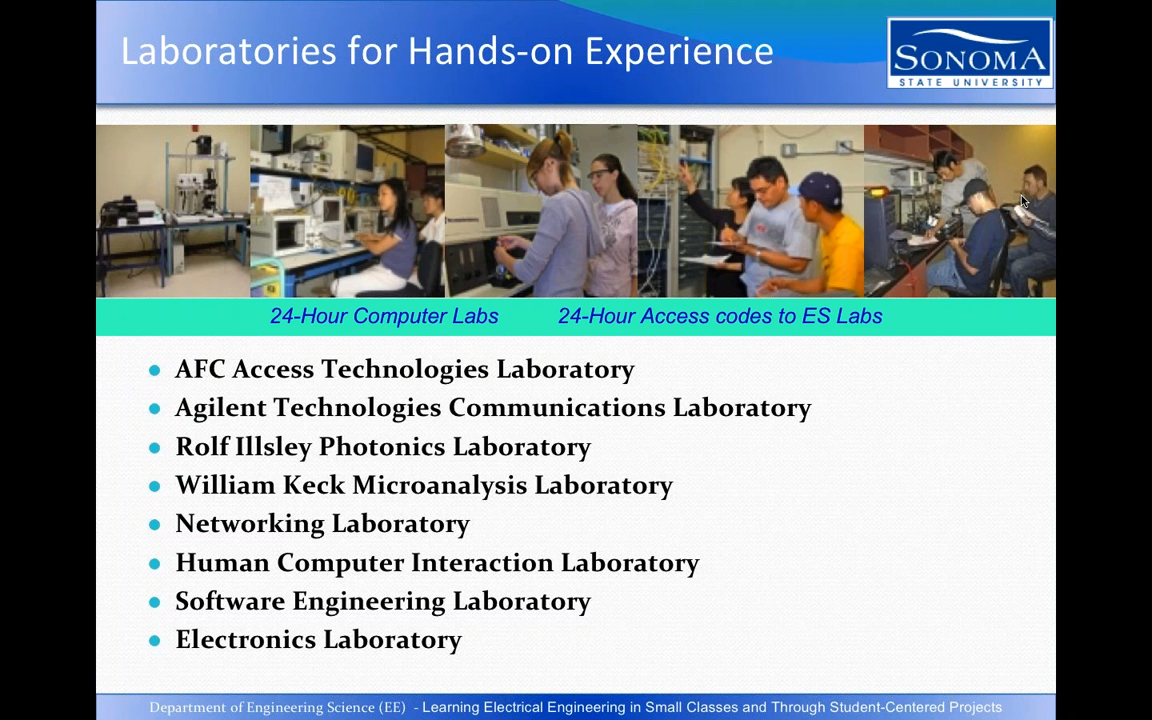 Laboratories for Hands-on Experience
SONOMA
STATE UNIVERSITY
24-Hour Computer Labs 24-Hour Access codes to ES Labs
AFC Access Technologies Laboratory
Agilent Technologies Communications Laboratory
Rolf Illsley Photonics Laboratory
William Keck Microanalysis Laboratory
Networking Laboratory
Human Computer Interaction Laboratory
Software Engineering Laboratory
Electronics Laboratory
Department of Engineering Science (EE) - Learning Electrical Engineering in Small Classes and Through Student-Centered Projects